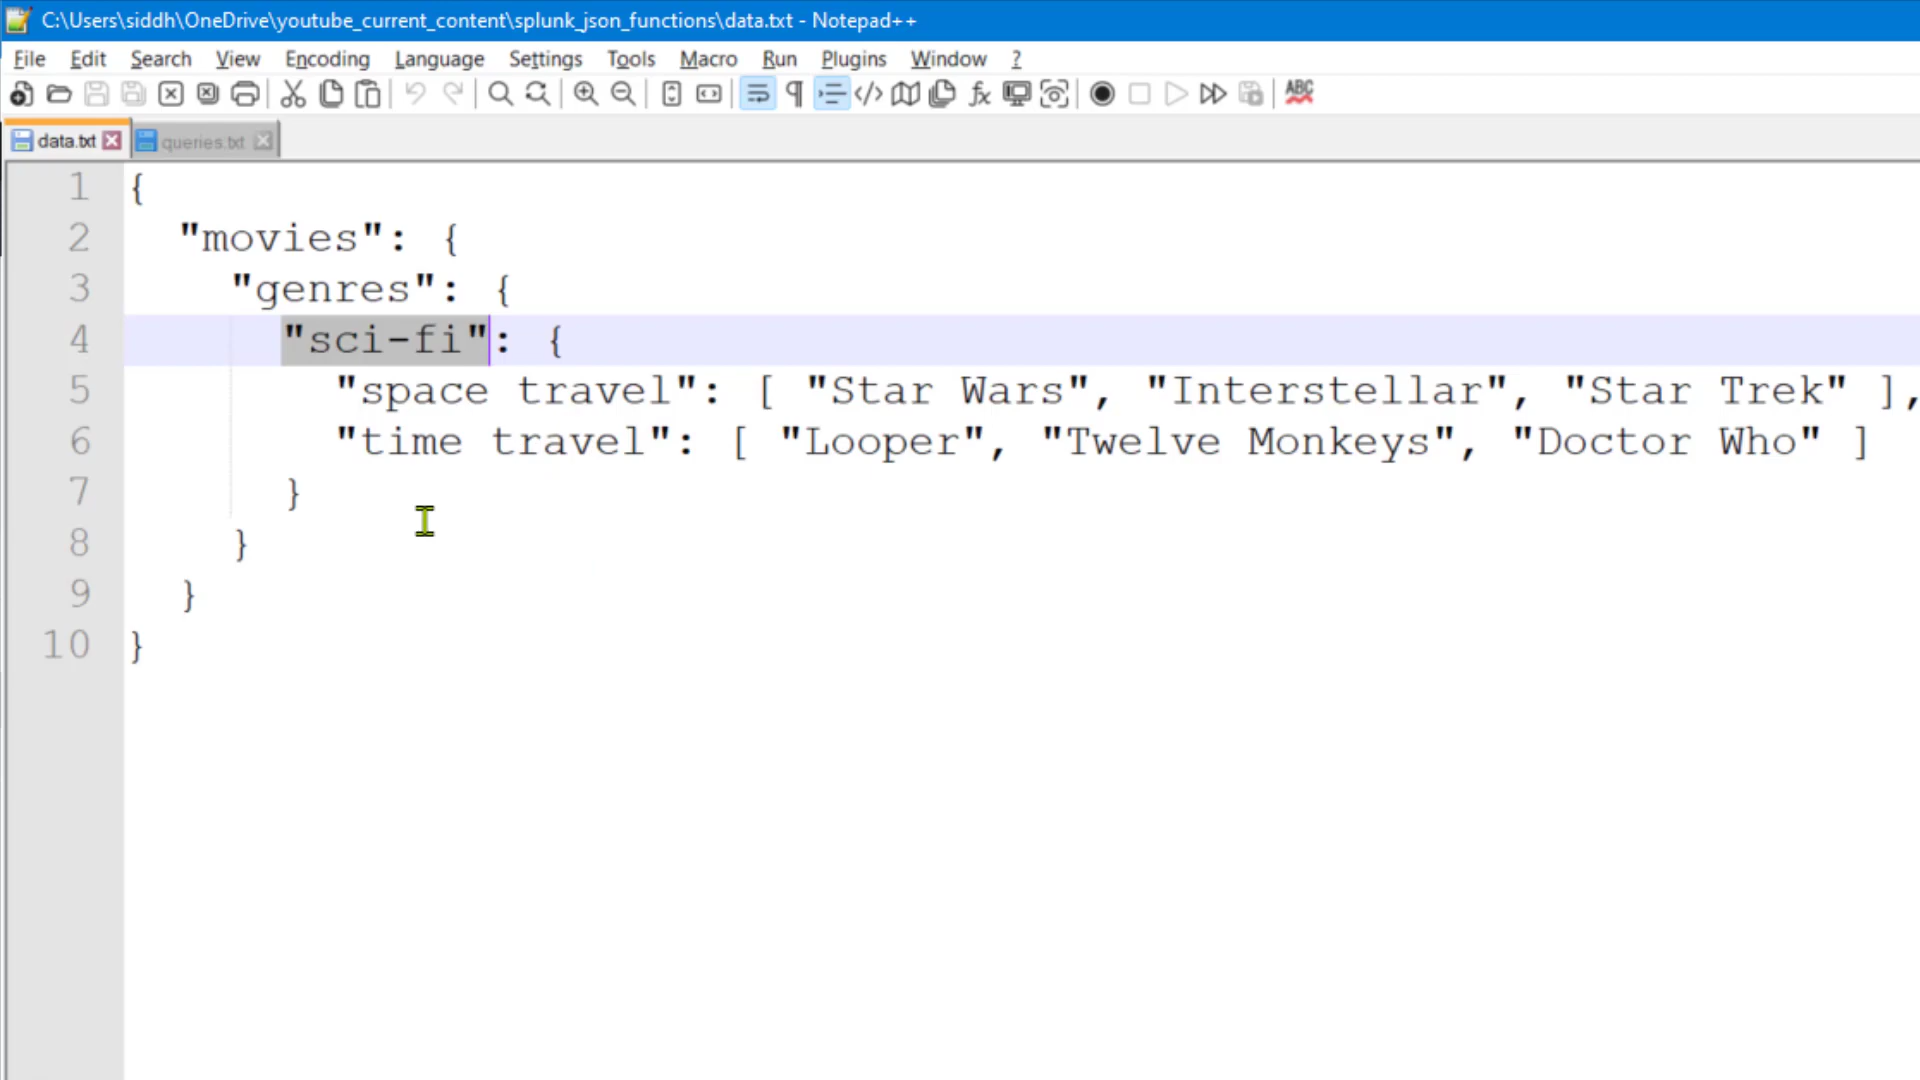 C:\Users\siddh\OneDrive\youtube_current_content\splunk_json_functions\data.txt - Notepad++
File Edit Search View Encoding Language Settings Tools Macro Run Plugins Window ?
ABC
data.txt queries.txt
1 {
2 "movies": {
3 "genres": {
4 "sci-fi": {
5 "space travel": [ "Star Wars", "Interstellar", "Star Trek" ],
6 "time travel": [ "Looper", "Twelve Monkeys", "Doctor Who" ]
7 }
8 }
9 }
10 }